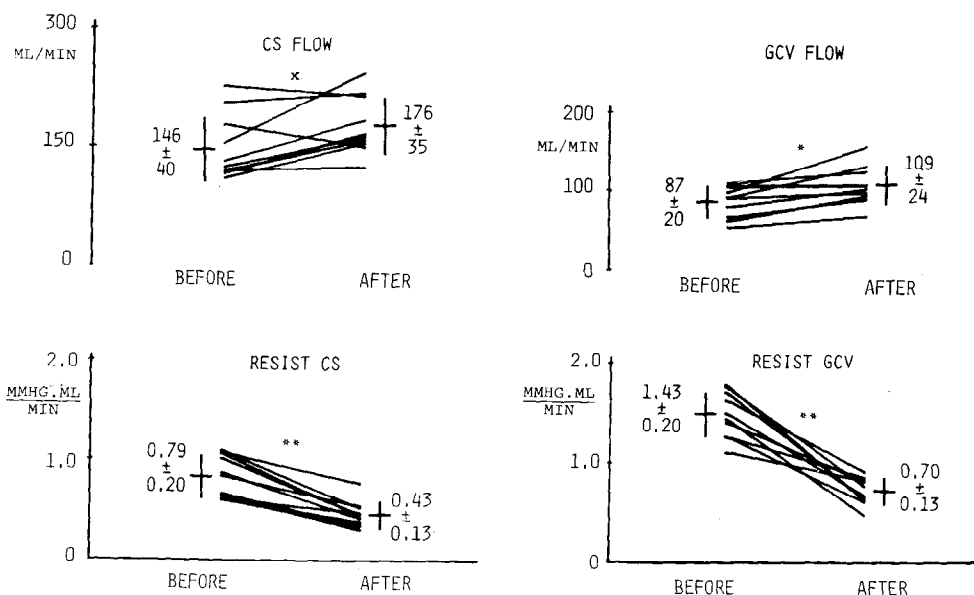 CS FLOW
300
ML/MIN
x
150
0
146
±
40
176
±
35
BEFORE
AFTER
GCV FLOW
200
ML/MIN
*
100
0
87
±
20
109
±
24
BEFORE
AFTER
RESIST CS
2.0
MMHG.ML
MIN
**
1.0
0
0.79
±
0.20
0.43
±
0.13
BEFORE
AFTER
RESIST GCV
2.0
MMHG.ML
MIN
**
1.0
0
1.43
±
0.20
0.70
±
0.13
BEFORE
AFTER